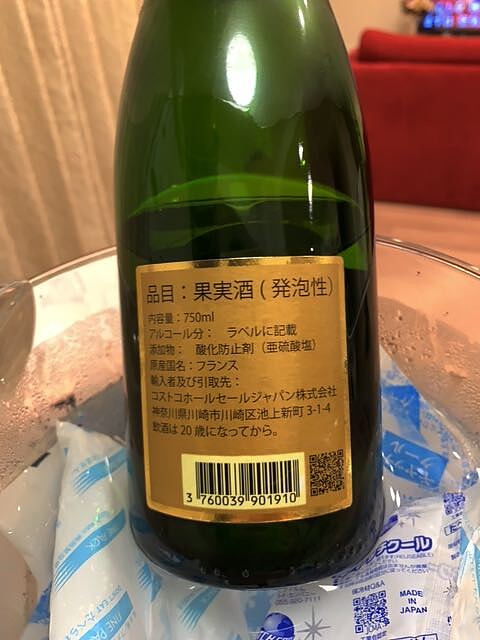 品目：果実酒 ( 発泡性)
内容量：750ml
アルコール分： ラベルに記載
添加物： 酸化防止剤（亜硫酸塩）
原産国名：フランス
輸入者及び引取先：
コストコホールセールジャパン株式会社
神奈川県川崎市川崎区池上新町 3-1-4
飲酒は 20 歳になってから。
3 760039 901910
MADE
IN
JAPAN